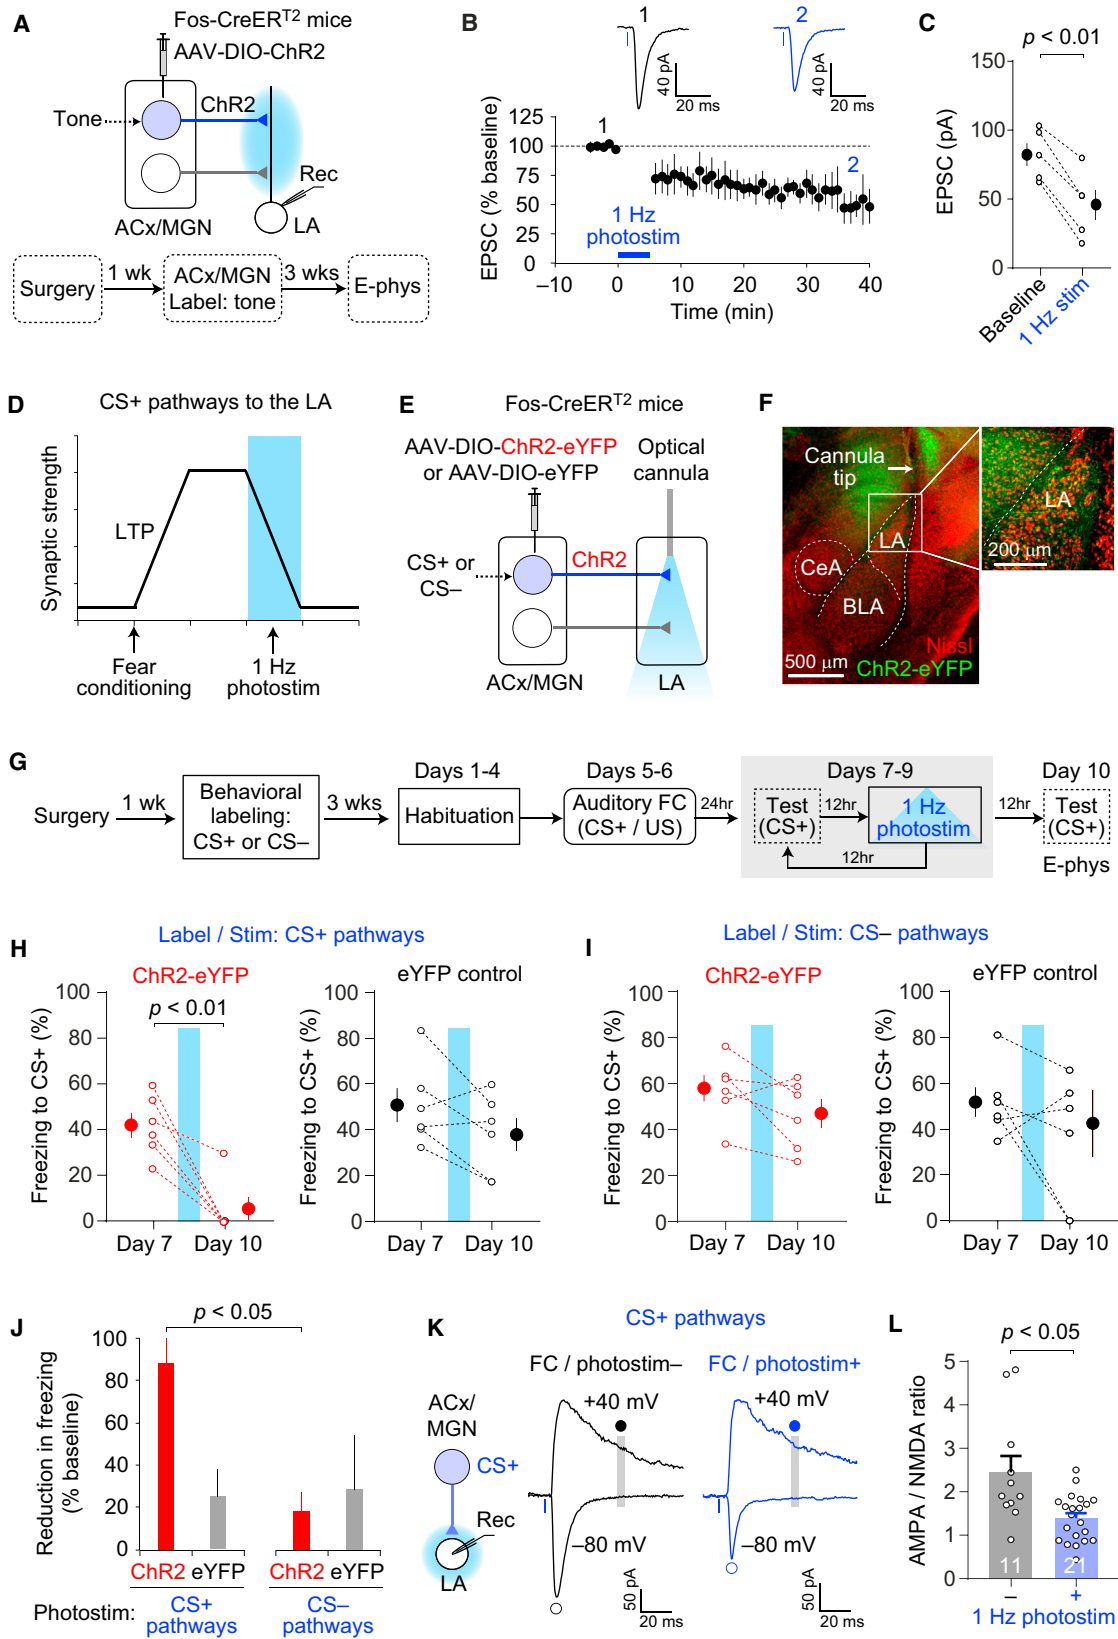 A
Fos-CreERT2 mice
AAV-DIO-ChR2
ChR2
Tone
Rec
ACx/MGN
LA
Surgery
1 wk
ACx/MGN
Label: tone
3 wks
E-phys
B
1
2
40 pA
20 ms
40 pA
20 ms
EPSC (% baseline)
125
100
75
50
25
0
1
2
1 Hz
photostim
–10
0
10
20
30
40
Time (min)
C
p < 0.01
EPSC (pA)
150
100
50
0
Baseline
1 Hz stim
D
CS+ pathways to the LA
Synaptic strength
LTP
Fear
conditioning
1 Hz
photostim
E
Fos-CreERT2 mice
AAV-DIO-ChR2-eYFP
or AAV-DIO-eYFP
Optical
cannula
CS+ or
CS–
ChR2
ACx/MGN
LA
F
Cannula
tip
LA
CeA
BLA
Nissl
ChR2-eYFP
500 µm
LA
200 µm
G
Surgery
1 wk
Behavioral
labeling:
CS+ or CS–
3 wks
Days 1-4
Habituation
Days 5-6
Auditory FC
(CS+ / US)
24hr
Days 7-9
Test
(CS+)
12hr
1 Hz
photostim
12hr
12hr
Day 10
Test
(CS+)
E-phys
H
Label / Stim: CS+ pathways
ChR2-eYFP
p < 0.01
Freezing to CS+ (%)
100
80
60
40
20
0
Day 7
Day 10
eYFP control
Freezing to CS+ (%)
100
80
60
40
20
0
Day 7
Day 10
I
Label / Stim: CS– pathways
ChR2-eYFP
Freezing to CS+ (%)
100
80
60
40
20
0
Day 7
Day 10
eYFP control
Freezing to CS+ (%)
100
80
60
40
20
0
Day 7
Day 10
J
p < 0.05
Reduction in freezing
(% baseline)
100
80
60
40
20
0
ChR2 eYFP
ChR2 eYFP
Photostim:
CS+
pathways
CS–
pathways
K
CS+ pathways
ACx/
MGN
CS+
Rec
LA
FC / photostim–
+40 mV
–80 mV
50 pA
20 ms
FC / photostim+
+40 mV
–80 mV
50 pA
20 ms
L
p < 0.05
AMPA / NMDA ratio
5
4
3
2
1
0
11
21
–
+
1 Hz photostim